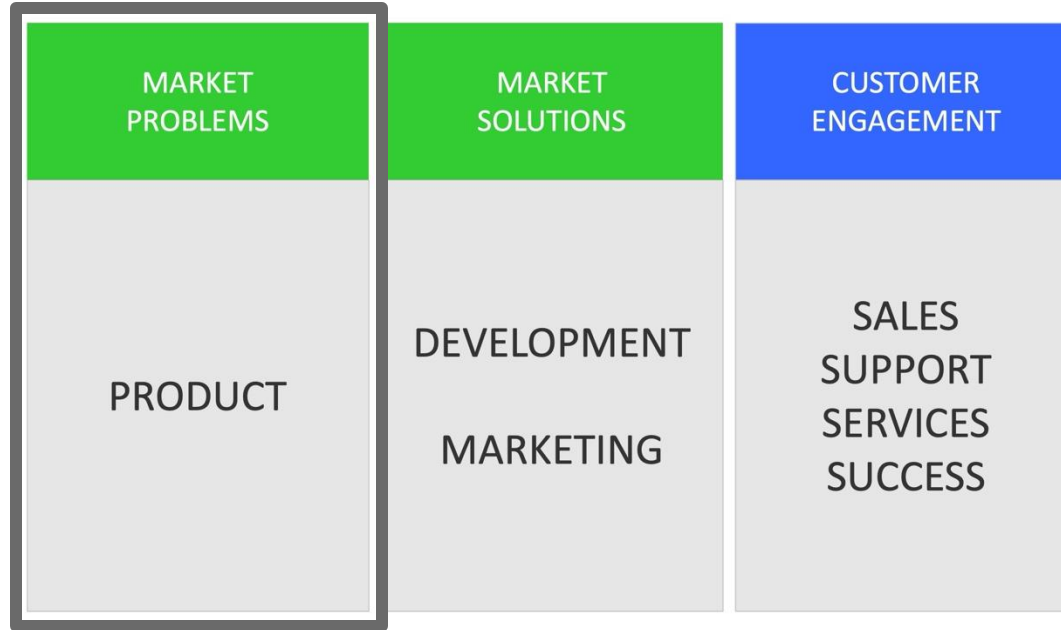 MARKET
PROBLEMS
PRODUCT
MARKET
SOLUTIONS
DEVELOPMENT
MARKETING
CUSTOMER
ENGAGEMENT
SALES
SUPPORT
SERVICES
SUCCESS